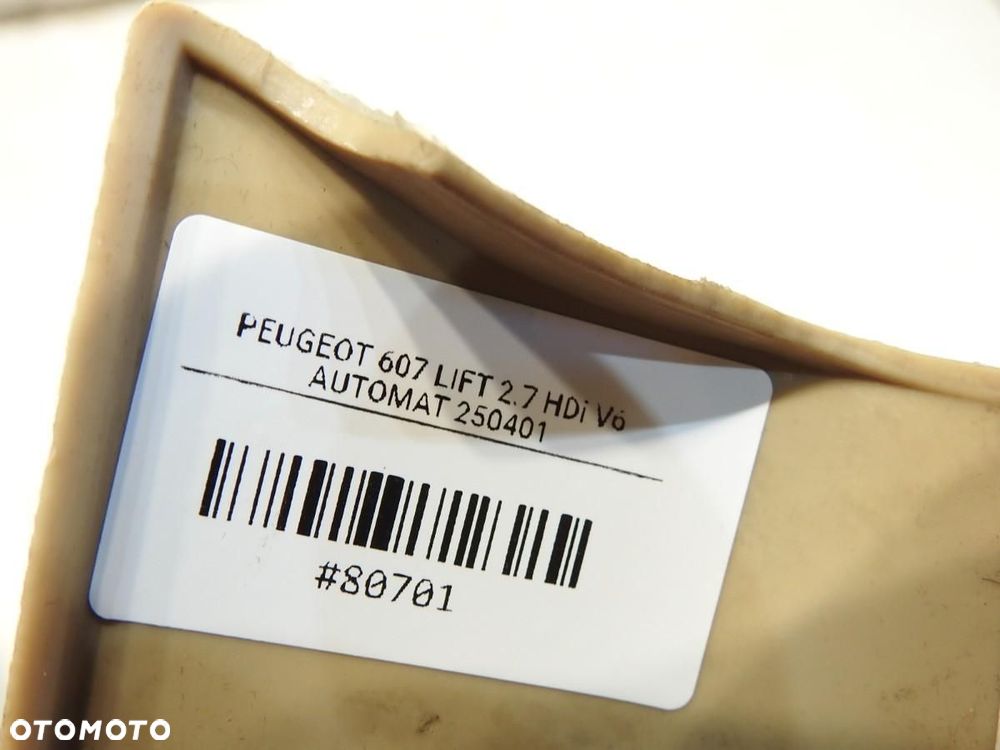 PEUGEOT 607 LIFT 2.7 HDi V6
AUTOMAT 250401
#80701
OTOMOTO